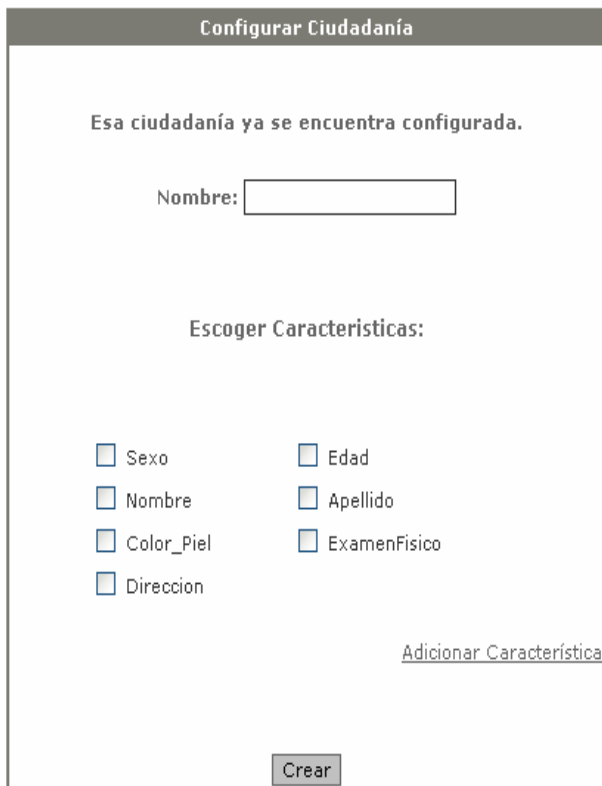 Configurar Ciudadanía
Esa ciudadanía ya se encuentra configurada.
Nombre:
Escoger Caracteristicas:
Sexo Edad
Nombre Apellido
Color_Piel ExamenFisico
Direccion
Adicionar Característica
Crear